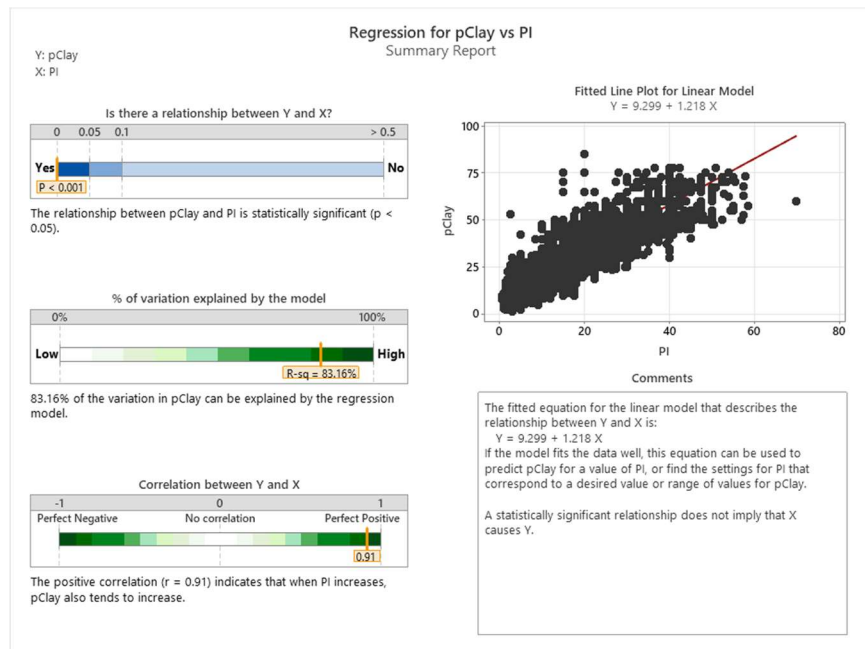 Regression for pClay vs PI
Summary Report
Y: pClay
X: PI
Is there a relationship between Y and X?
0 0.05 0.1 > 0.5
Yes No
P < 0.001
The relationship between pClay and PI is statistically significant (p <
0.05).
% of variation explained by the model
0% 100%
Low High
R-sq = 83.16%
83.16% of the variation in pClay can be explained by the regression
model.
Correlation between Y and X
-1 0 1
Perfect Negative No correlation Perfect Positive
0.91
The positive correlation (r = 0.91) indicates that when PI increases,
pClay also tends to increase.
Fitted Line Plot for Linear Model
Y = 9.299 + 1.218 X
100
75
50
25
0
pClay
0 20 40 60 80
PI
Comments
The fitted equation for the linear model that describes the
relationship between Y and X is:
Y = 9.299 + 1.218 X
If the model fits the data well, this equation can be used to
predict pClay for a value of PI, or find the settings for PI that
correspond to a desired value or range of values for pClay.
A statistically significant relationship does not imply that X
causes Y.